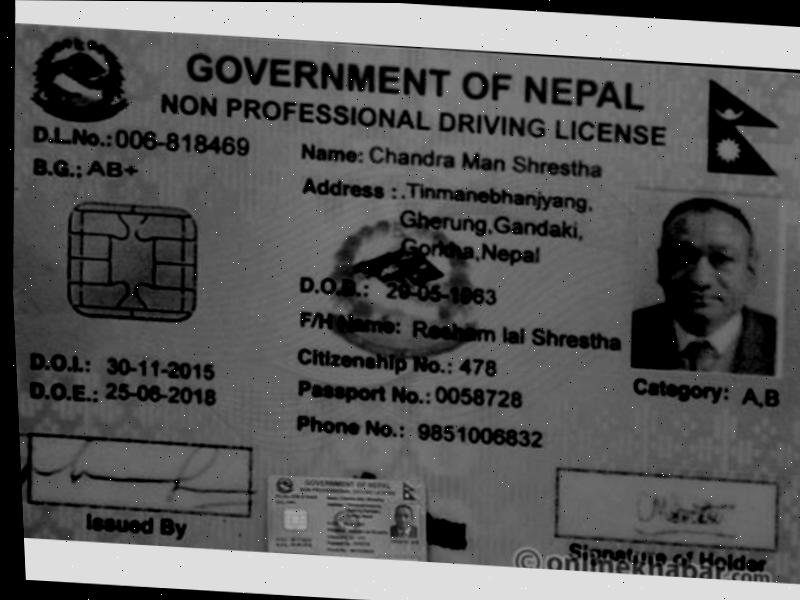 GOVERNMENT OF NEPAL
NON PROFESSIONAL DRIVING LICENSE
D.L.No.: 006-818469
B.G.: AB+
Name: Chandra Man Shrestha
Address : .Tinmanebhanjyang,
Gherung,Gandaki,
Gorkha,Nepal
D.O.B.: 29-05-1963
F/H Name: Resham lal Shrestha
Citizenship No.: 478
Passport No.: 0058728
Phone No.: 9851006832
D.O.I.: 30-11-2015
D.O.E.: 25-06-2018
Category: A,B
Issued By
Signature of Holder
© onlinekhabar.com
GOVERNMENT OF NEPAL